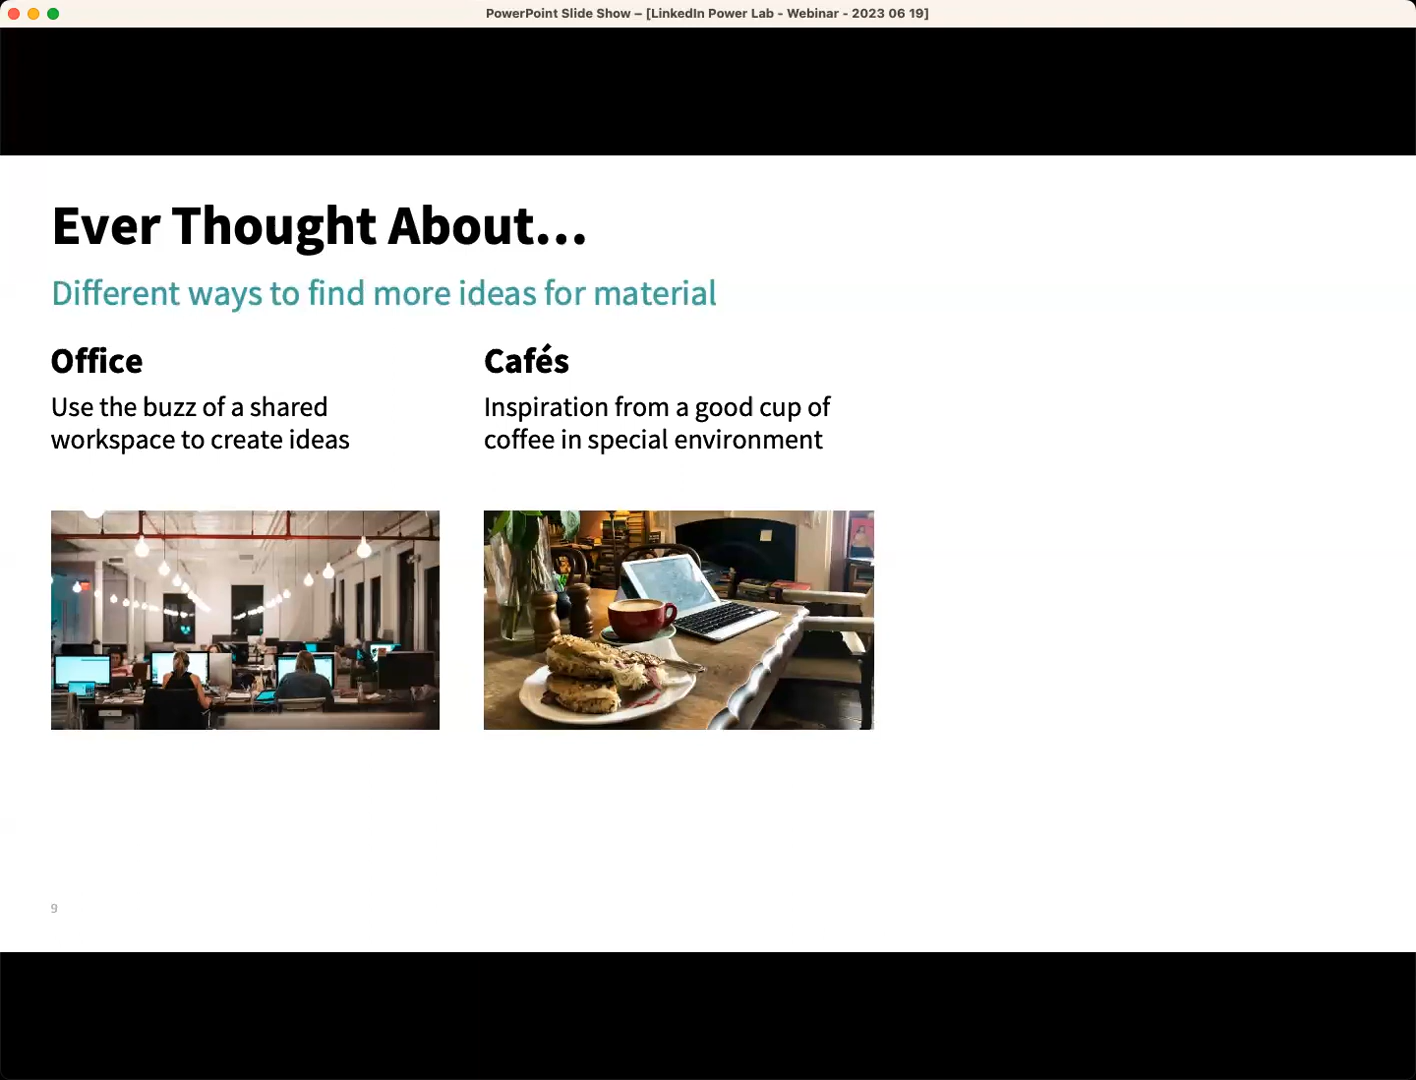 PowerPoint Slide Show – [LinkedIn Power Lab - Webinar - 2023 06 19]
Ever Thought About...
Different ways to find more ideas for material
Office
Use the buzz of a shared
workspace to create ideas
Cafés
Inspiration from a good cup of
coffee in special environment
9